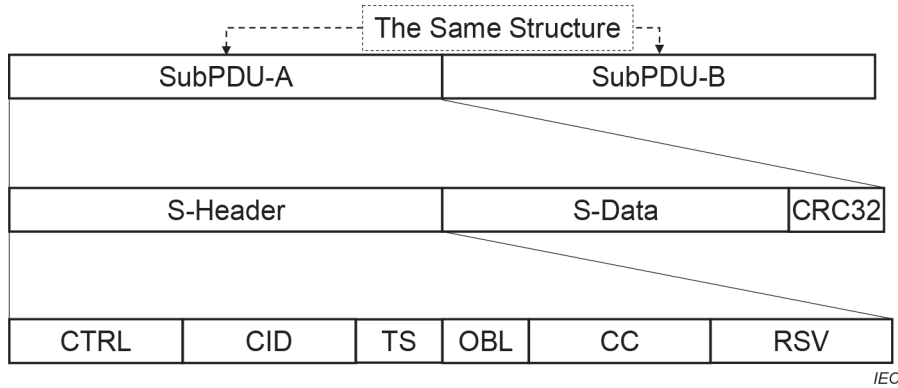 The Same Structure
SubPDU-A SubPDU-B
S-Header S-Data CRC32
CTRL CID TS OBL CC RSV
IEC